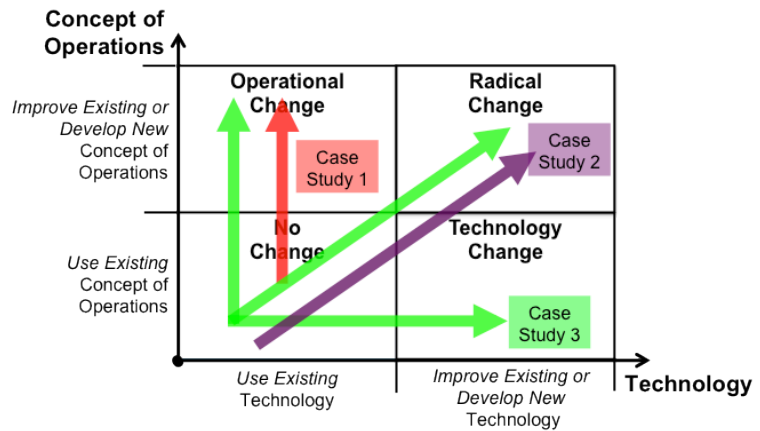 Concept of
Operations
Operational
Change
Radical
Change
Improve Existing or
Develop New
Concept of
Operations
Case
Study 1
Case
Study 2
No
Change
Technology
Change
Use Existing
Concept of
Operations
Case
Study 3
Use Existing
Technology
Improve Existing or
Develop New
Technology
Technology